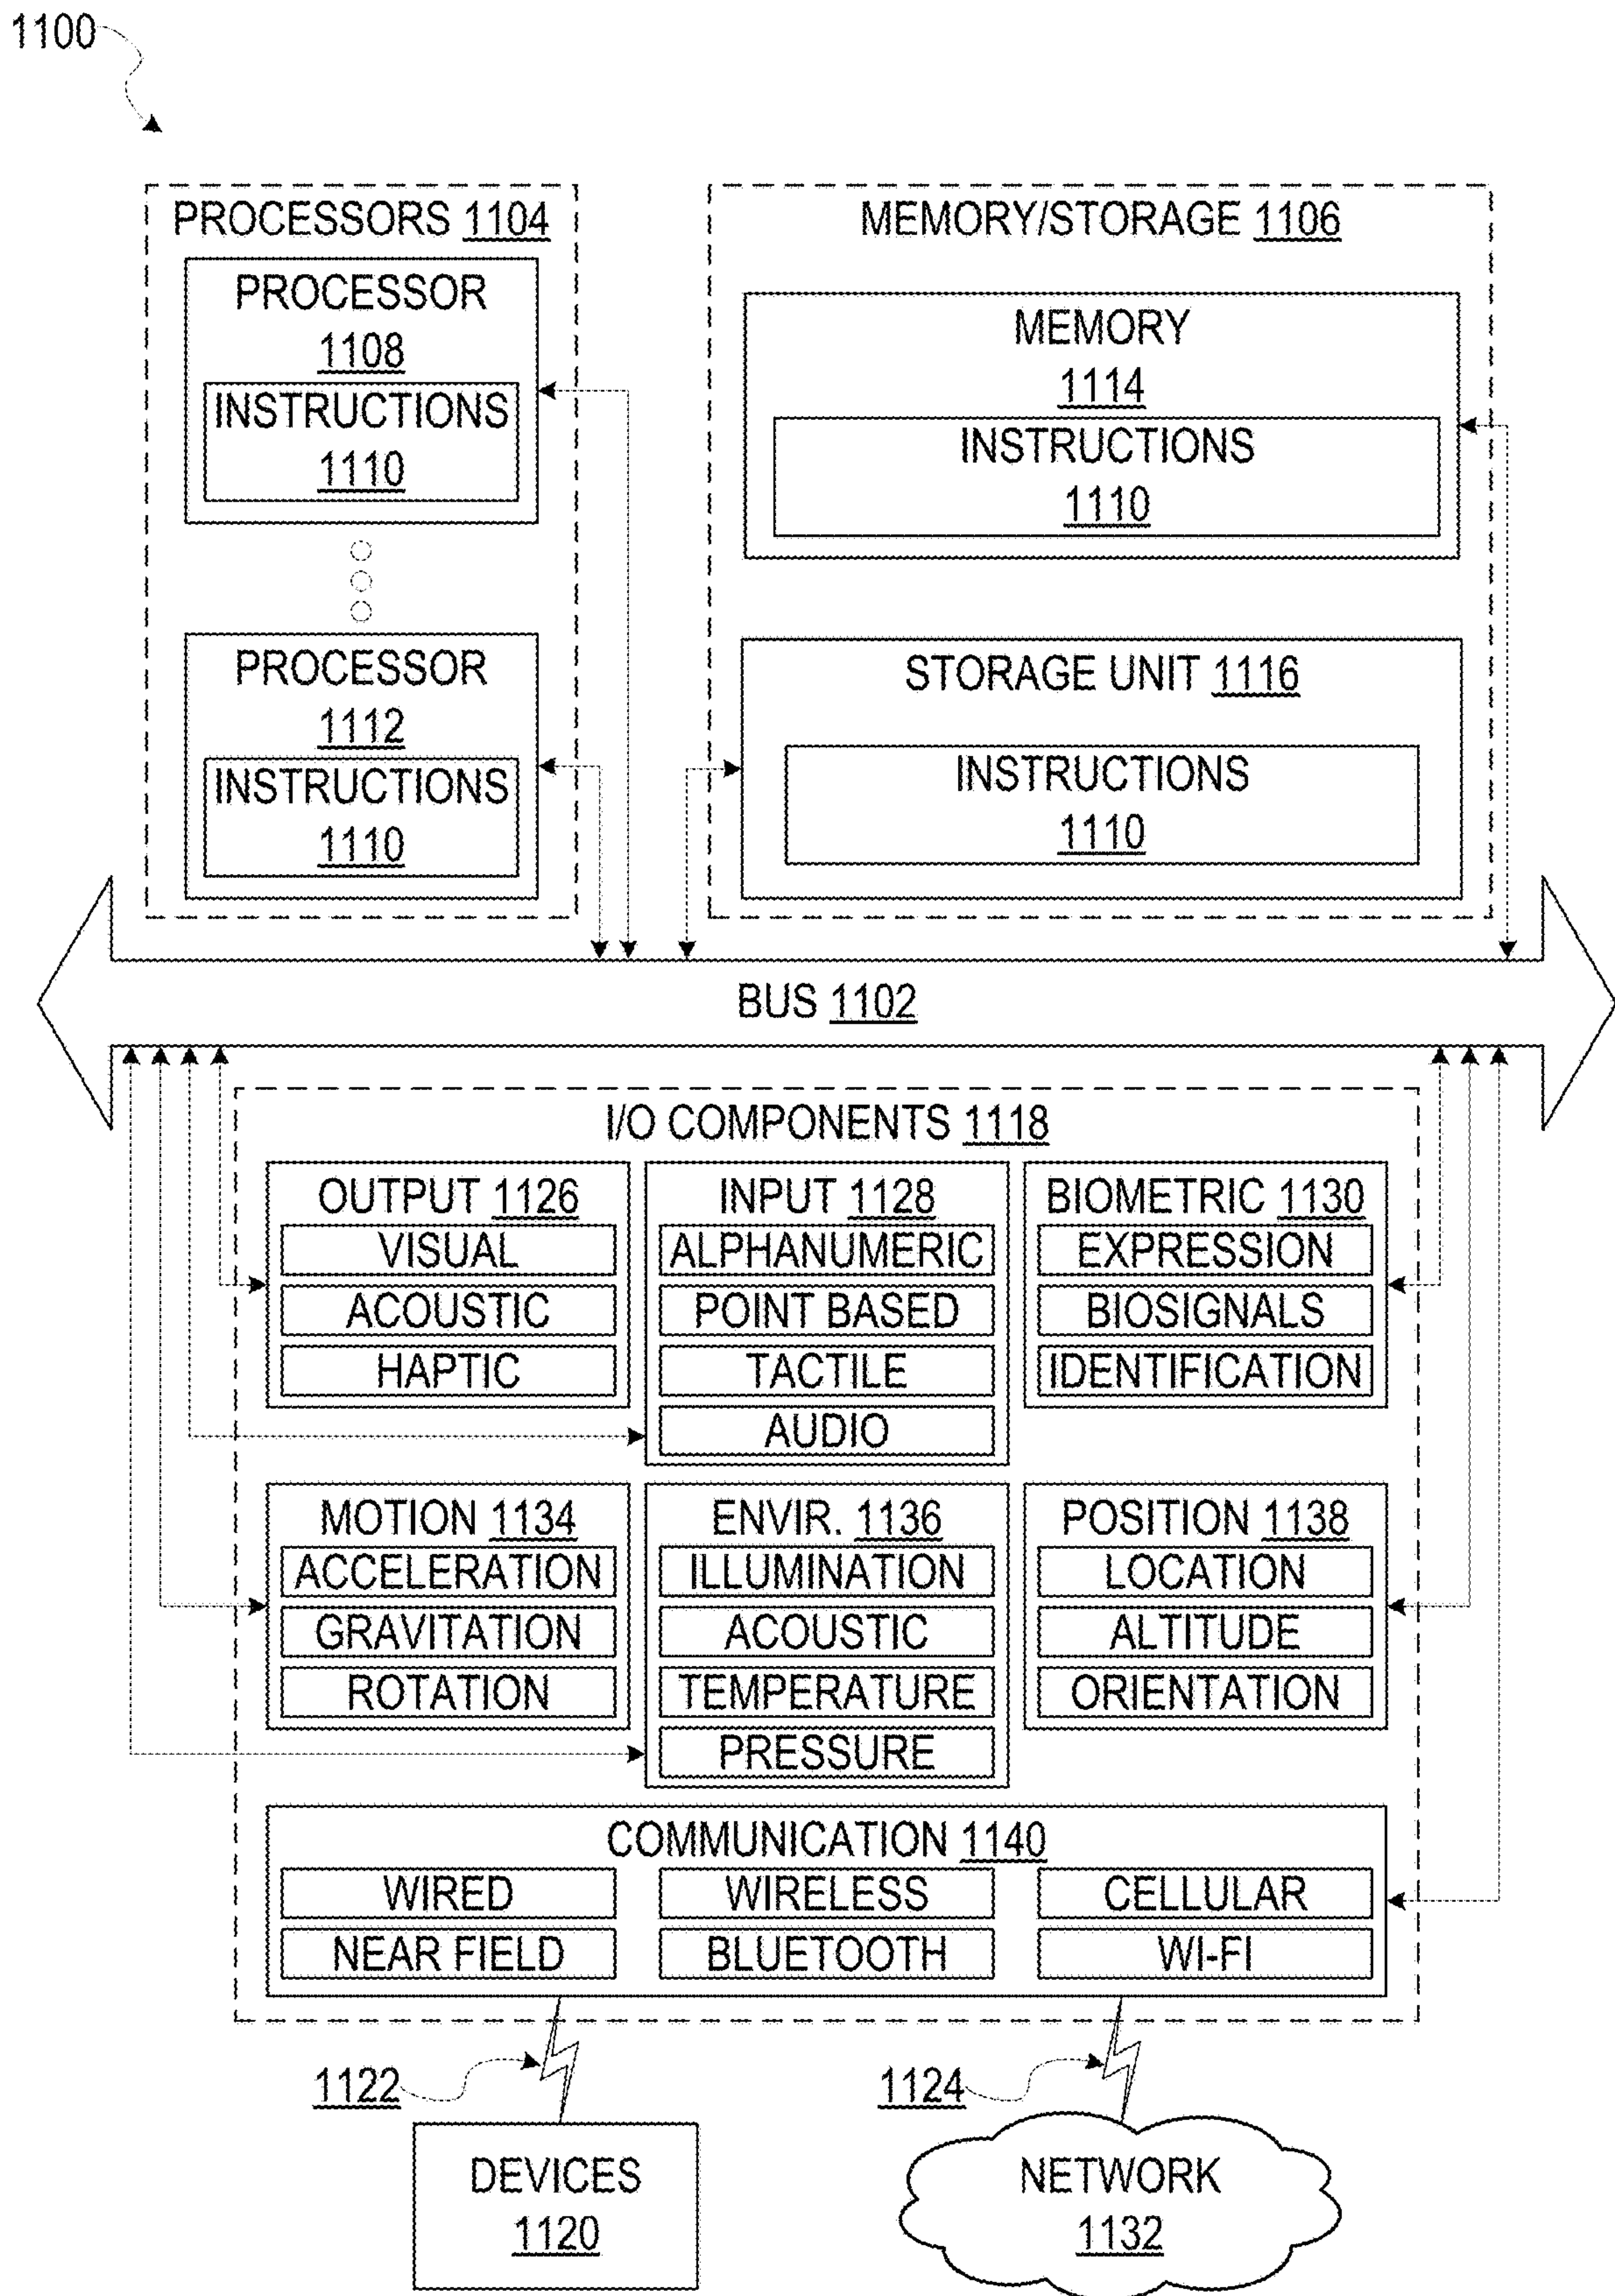 1100
PROCESSORS 1104
PROCESSOR
1108
INSTRUCTIONS
1110
PROCESSOR
1112
INSTRUCTIONS
1110
MEMORY/STORAGE 1106
MEMORY
1114
INSTRUCTIONS
1110
STORAGE UNIT 1116
INSTRUCTIONS
1110
BUS 1102
I/O COMPONENTS 1118
OUTPUT 1126
VISUAL
ACOUSTIC
HAPTIC
INPUT 1128
ALPHANUMERIC
POINT BASED
TACTILE
AUDIO
BIOMETRIC 1130
EXPRESSION
BIOSIGNALS
IDENTIFICATION
MOTION 1134
ACCELERATION
GRAVITATION
ROTATION
ENVIR. 1136
ILLUMINATION
ACOUSTIC
TEMPERATURE
PRESSURE
POSITION 1138
LOCATION
ALTITUDE
ORIENTATION
COMMUNICATION 1140
WIRED
WIRELESS
CELLULAR
NEAR FIELD
BLUETOOTH
WI-FI
1122
1124
DEVICES
1120
NETWORK
1132